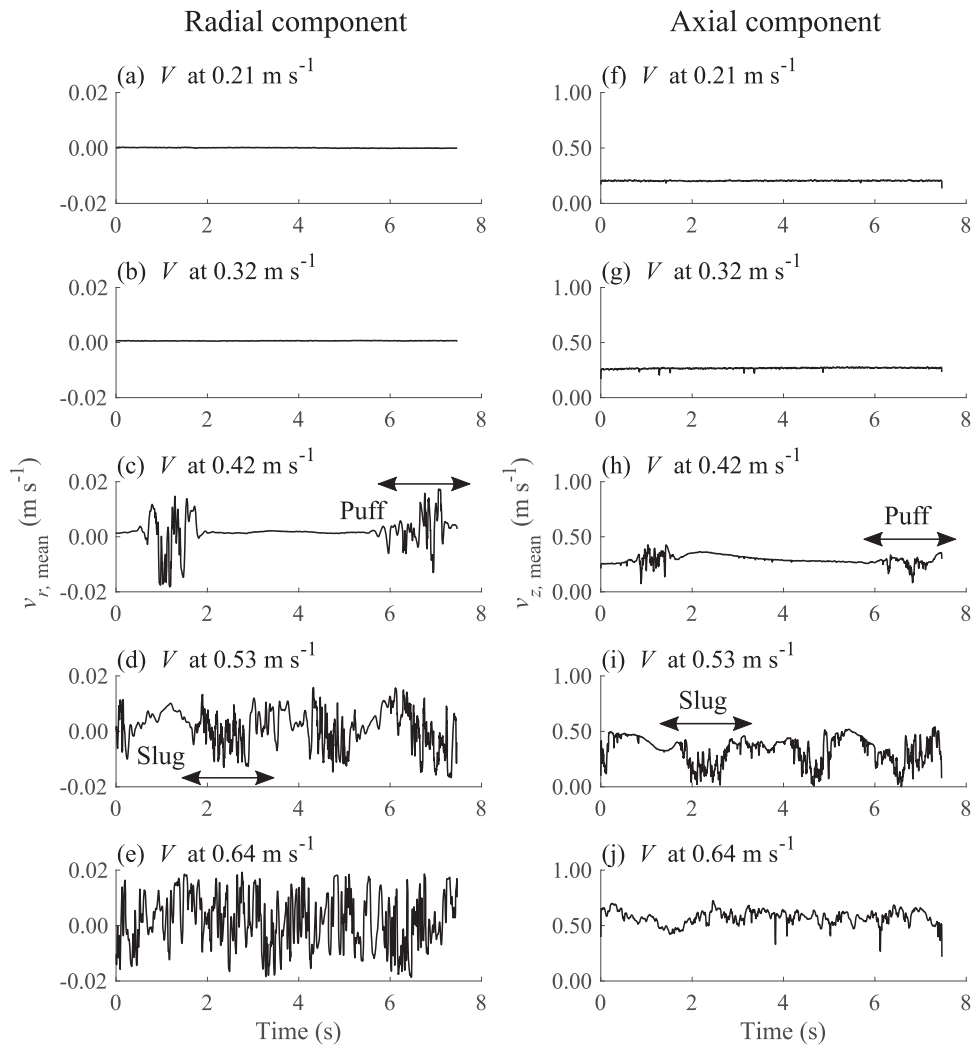 Radial component
Axial component
(a) V at 0.21 m s⁻¹
0.02
0.00
-0.02
0 2 4 6 8
(f) V at 0.21 m s⁻¹
1.00
0.50
0.00
0 2 4 6 8
(b) V at 0.32 m s⁻¹
0.02
0.00
-0.02
0 2 4 6 8
(g) V at 0.32 m s⁻¹
1.00
0.50
0.00
0 2 4 6 8
(c) V at 0.42 m s⁻¹
0.02
0.00
-0.02
Puff
0 2 4 6 8
(h) V at 0.42 m s⁻¹
1.00
0.50
0.00
Puff
0 2 4 6 8
v r, mean (m s⁻¹)
v z, mean (m s⁻¹)
(d) V at 0.53 m s⁻¹
0.02
0.00
-0.02
Slug
0 2 4 6 8
(i) V at 0.53 m s⁻¹
1.00
0.50
0.00
Slug
0 2 4 6 8
(e) V at 0.64 m s⁻¹
0.02
0.00
-0.02
0 2 4 6 8
Time (s)
(j) V at 0.64 m s⁻¹
1.00
0.50
0.00
0 2 4 6 8
Time (s)